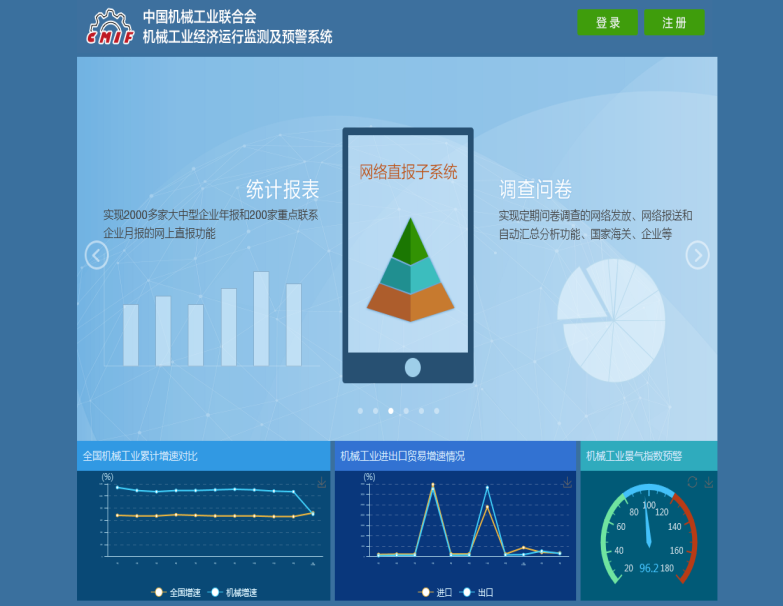 中国机械工业联合会
CMIF
机械工业经济运行监测及预警系统
登 录
注 册
网络直报子系统
统计报表
实现2000多家大中型企业年报和200家重点联系
企业月报的网上直报功能
调查问卷
实现定期问卷调查的网络发放、网络报送和
自动汇总分析功能、国家海关、企业等
全国机械工业累计增速对比
机械工业进出口贸易增速情况
机械工业景气指数预警
(%)
(%)
全国增速
机械增速
进口
出口
20
40
60
80
100
120
140
160
180
96.2